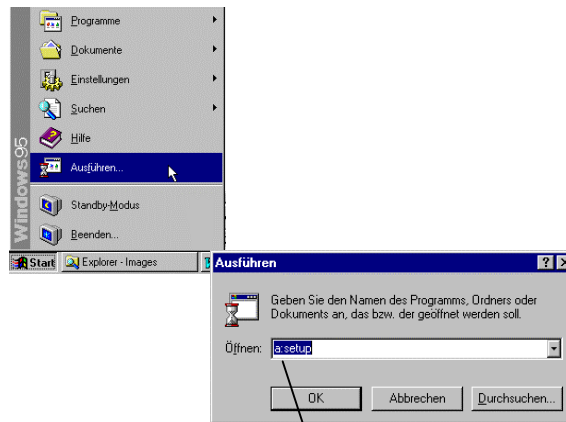 Programme
Dokumente
Einstellungen
Suchen
Hilfe
Ausführen...
Standby-Modus
Beenden...
Windows95
Start
Explorer - Images
Ausführen
Geben Sie den Namen des Programms, Ordners oder
Dokuments an, das bzw. der geöffnet werden soll.
Öffnen:
a:setup
OK
Abbrechen
Durchsuchen...